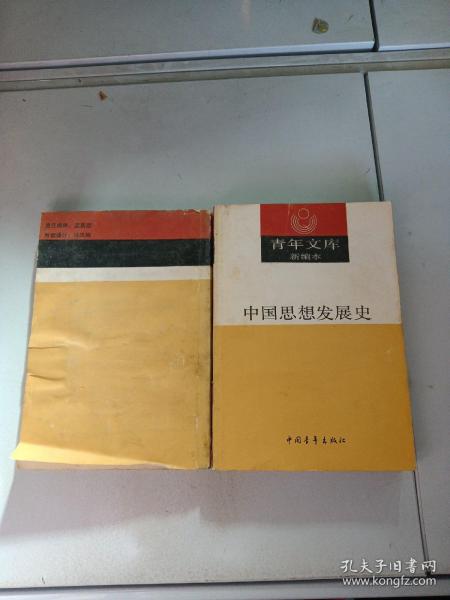 责任编辑：
封面设计：
青年文库
新编本
中国思想发展史
中国青年出版社
孔夫子旧书网
www.kongfz.com